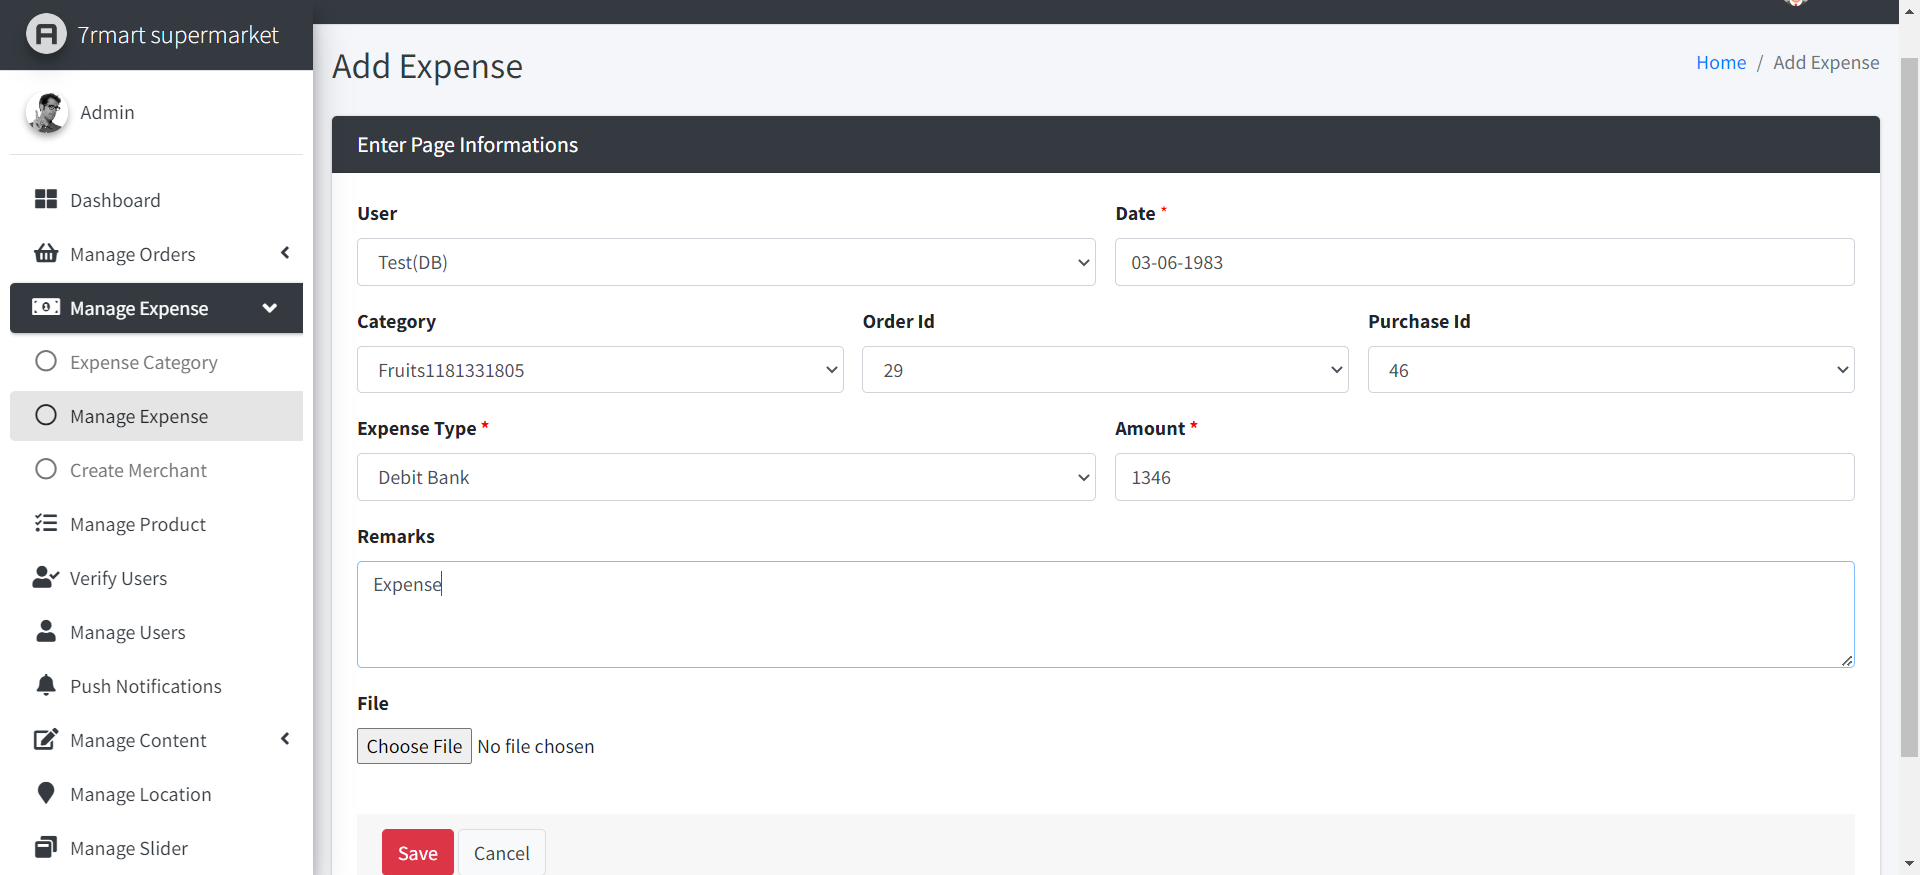 7rmart supermarket
Admin
Dashboard
Manage Orders
Manage Expense
Expense Category
Manage Expense
Create Merchant
Manage Product
Verify Users
Manage Users
Push Notifications
Manage Content
Manage Location
Manage Slider
Add Expense
Home / Add Expense
Enter Page Informations
User
Date *
Test(DB)
03-06-1983
Category
Order Id
Purchase Id
Fruits1181331805
29
46
Expense Type *
Amount *
Debit Bank
1346
Remarks
Expense
File
Choose File No file chosen
Save
Cancel